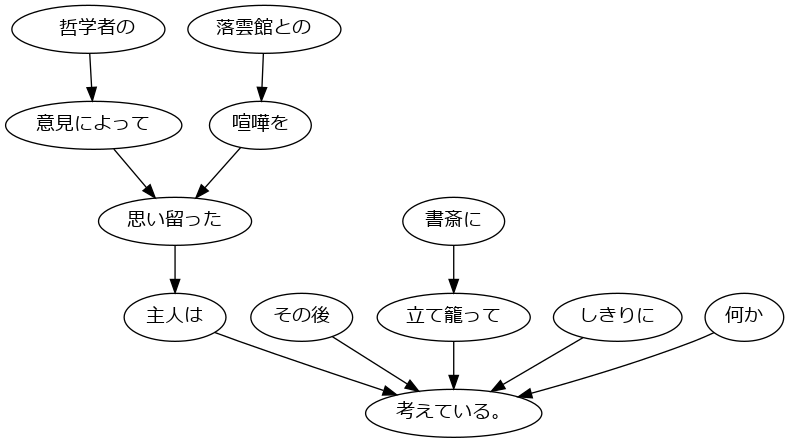 哲学者の
落雲館との
意見によって
喧嘩を
思い留った
書斎に
主人は
その後
立て籠って
しきりに
何か
考えている。